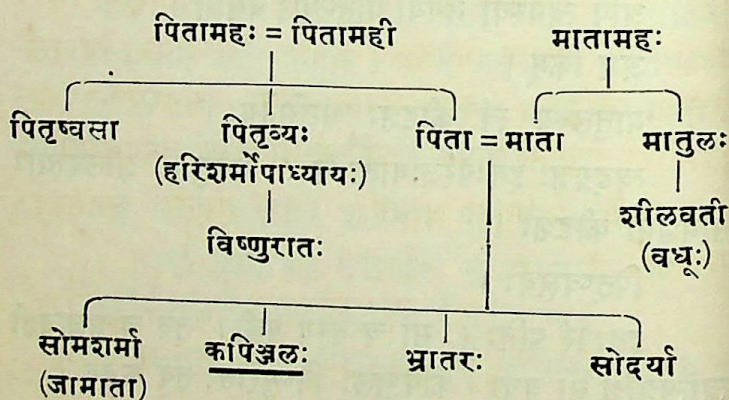 पितामहः = पितामही मातामहः
पितृष्वसा पितृव्यः पिता = माता मातुलः
(हरिशर्मोपाध्यायः)
शीलवती
विष्णुरातः (वधूः)
सोमशर्मा कपिञ्जलः भ्रातरः सोदर्या
(जामाता)